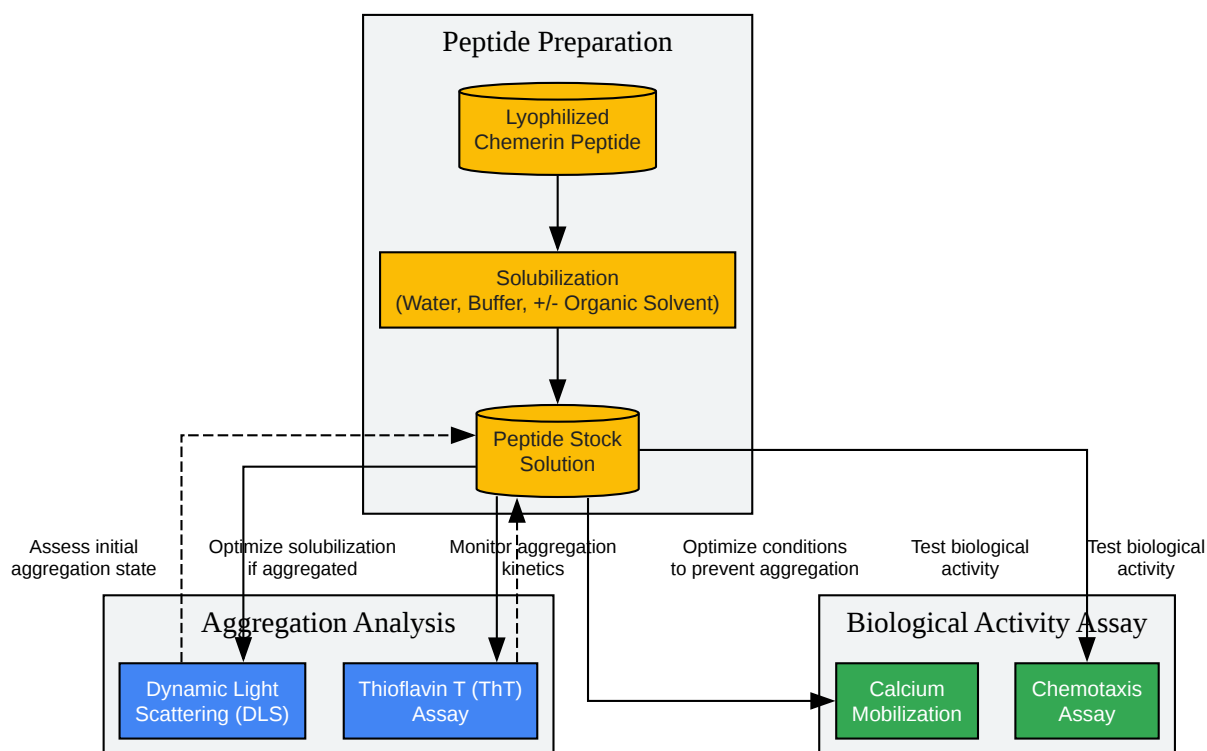 Peptide Preparation
Lyophilized
Chemerin Peptide
Solubilization
(Water, Buffer, +/- Organic Solvent)
Peptide Stock
Solution
Assess initial
aggregation state
Optimize solubilization
if aggregated
Monitor aggregation
kinetics
Optimize conditions
to prevent aggregation
Test biological
activity
Test biological
activity
Aggregation Analysis
Dynamic Light
Scattering (DLS)
Thioflavin T (ThT)
Assay
Biological Activity Assay
Calcium
Mobilization
Chemotaxis
Assay